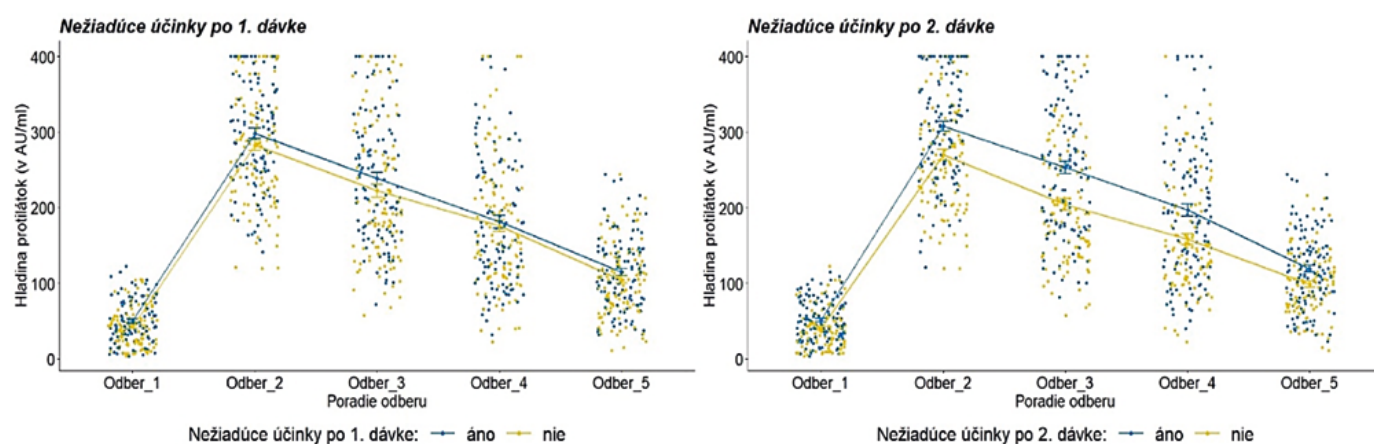 Nežiadúce účinky po 1. dávke
Hladina protilátok (v AU/ml)
400
300
200
100
0
Odber_1 Odber_2 Odber_3 Odber_4 Odber_5
Poradie odberu
Nežiadúce účinky po 1. dávke: áno nie
Nežiadúce účinky po 2. dávke
Hladina protilátok (v AU/ml)
400
300
200
100
0
Odber_1 Odber_2 Odber_3 Odber_4 Odber_5
Poradie odberu
Nežiadúce účinky po 2. dávke: áno nie